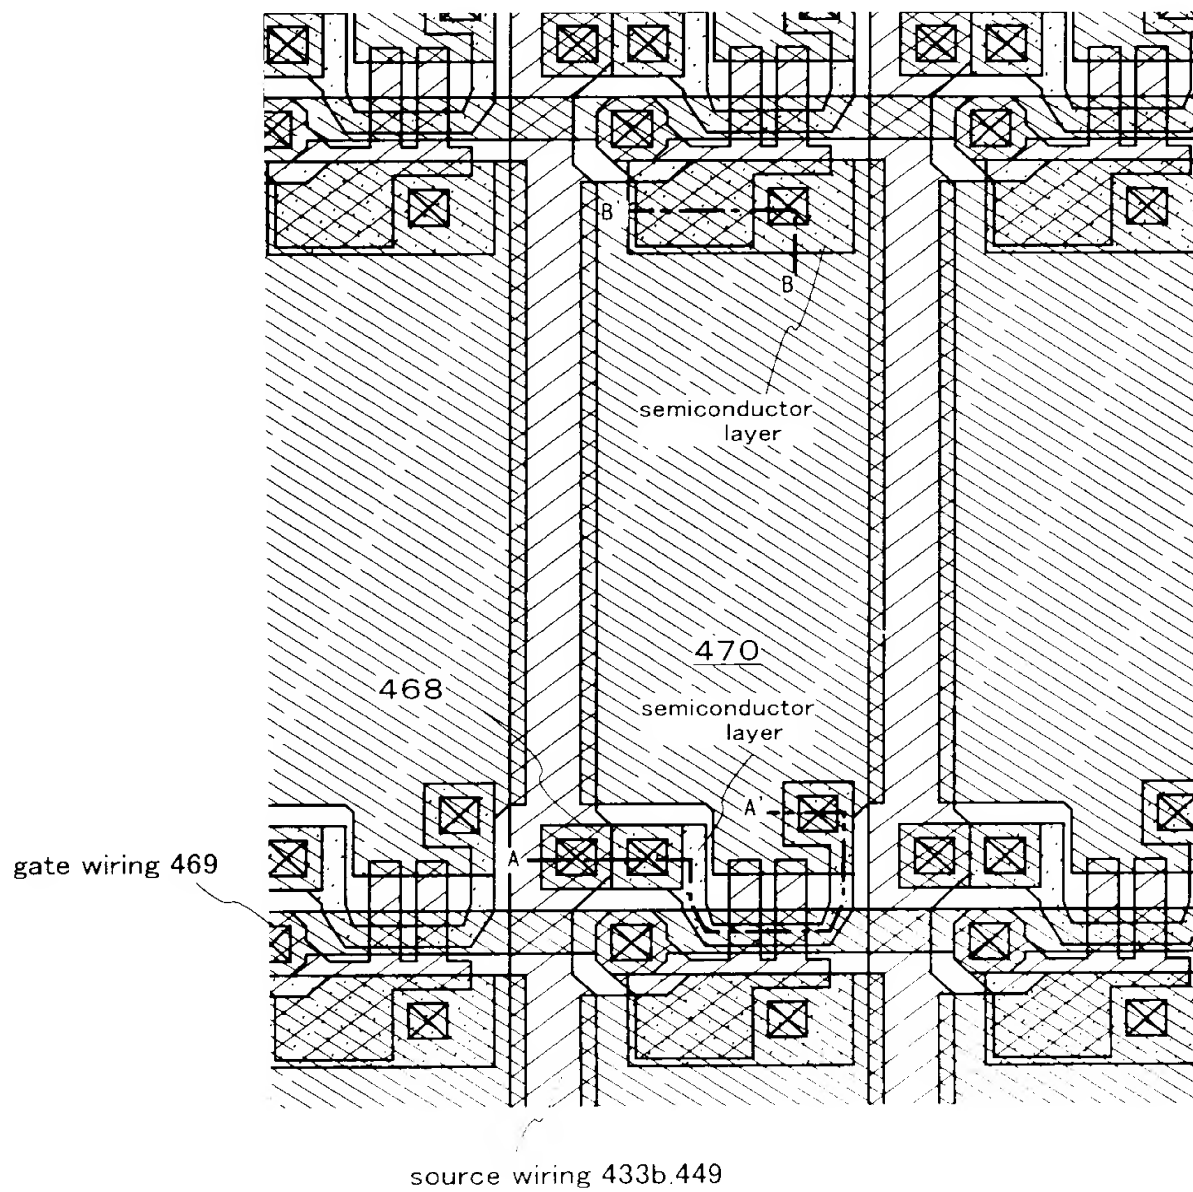 B'
B
semiconductor
layer
470
468
semiconductor
layer
A'
A
gate wiring 469
source wiring 433b.449